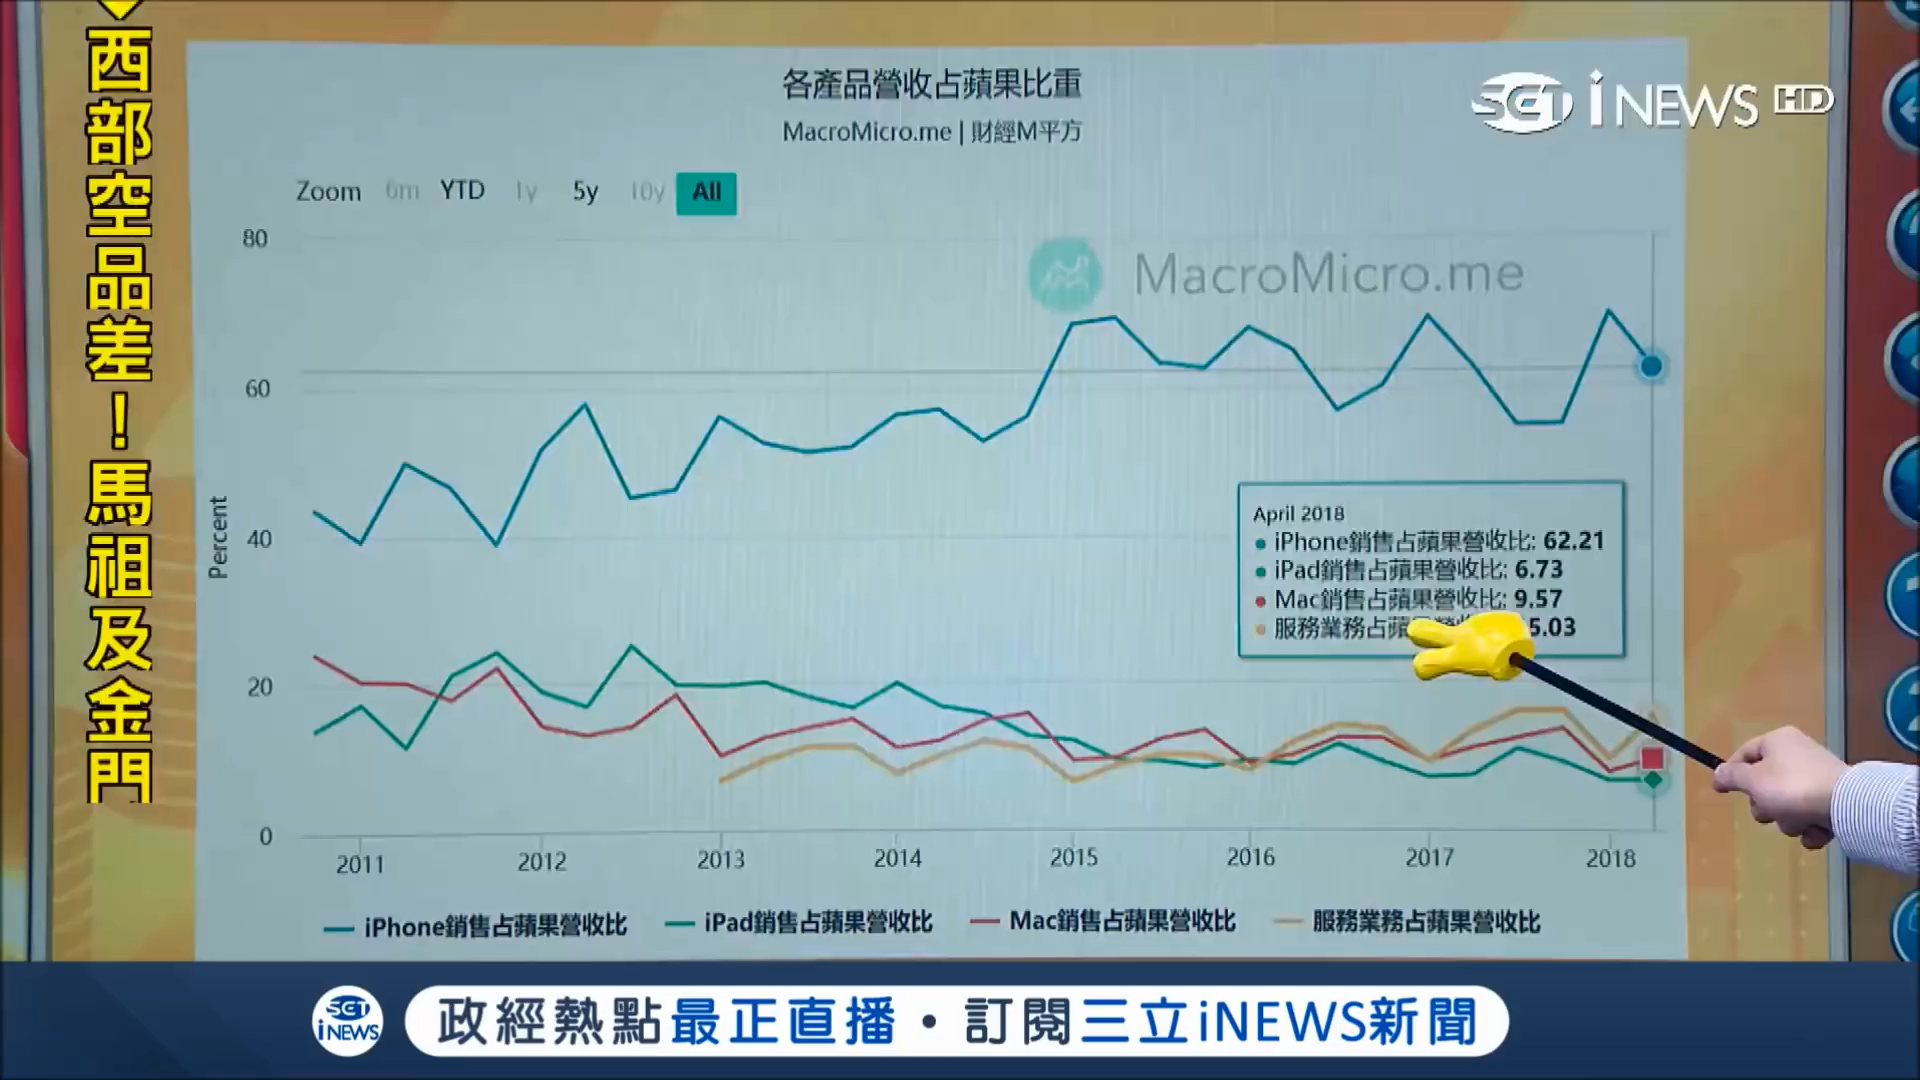 西部空品差！馬祖及金門
各產品營收占蘋果比重
MacroMicro.me | 財經M平方
SET iNEWS HD
Zoom 6m YTD 1y 5y 10y All
MacroMicro.me
80
60
40
20
0
Percent
April 2018
iPhone銷售占蘋果營收比: 62.21
iPad銷售占蘋果營收比: 6.73
Mac銷售占蘋果營收比: 9.57
服務業務占蘋 5.03
2011 2012 2013 2014 2015 2016 2017 2018
iPhone銷售占蘋果營收比 iPad銷售占蘋果營收比 Mac銷售占蘋果營收比 服務業務占蘋果營收比
SET iNEWS 政經熱點最正直播・訂閱三立iNEWS新聞